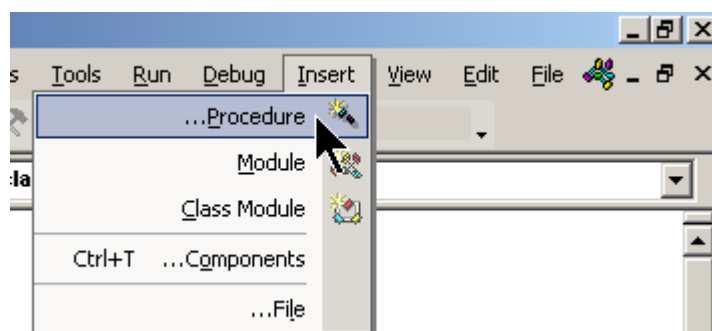 Tools Run Debug Insert View Edit File
...Procedure
Module
Class Module
Ctrl+T ...Components
...File